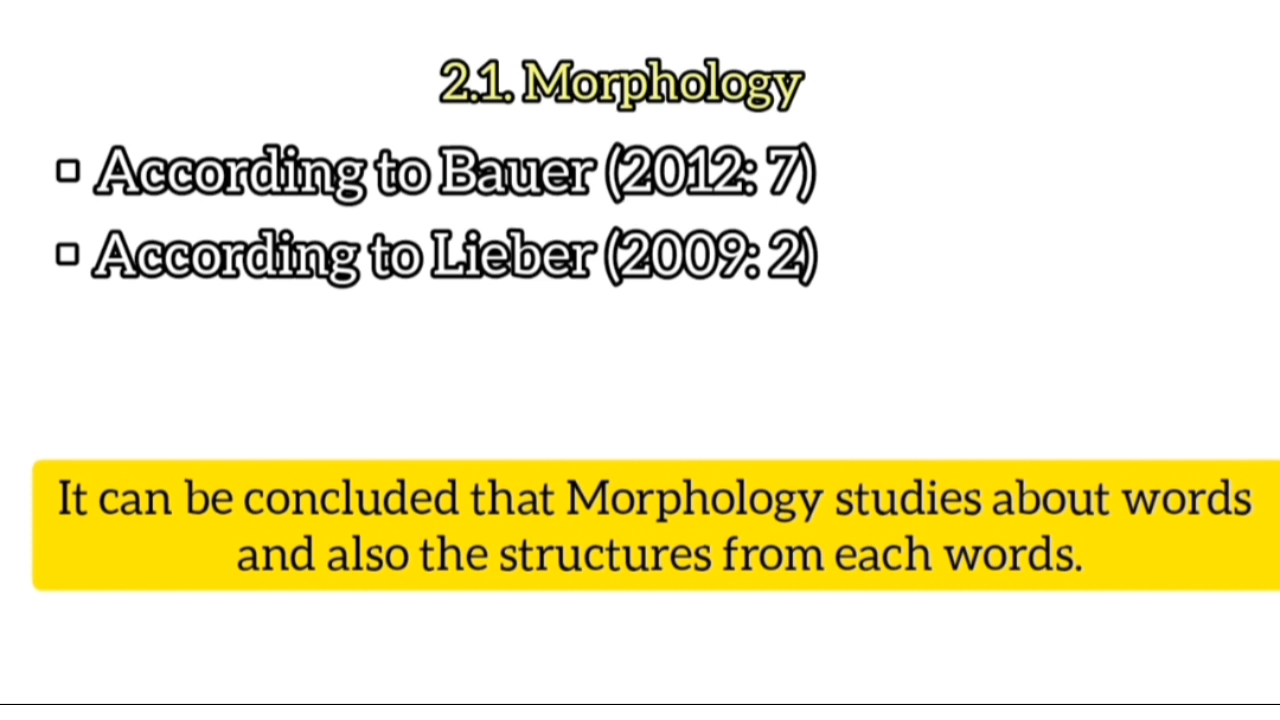 2.1. Morphology
▫ According to Bauer (2012: 7)
▫ According to Lieber (2009: 2)
It can be concluded that Morphology studies about words
and also the structures from each words.